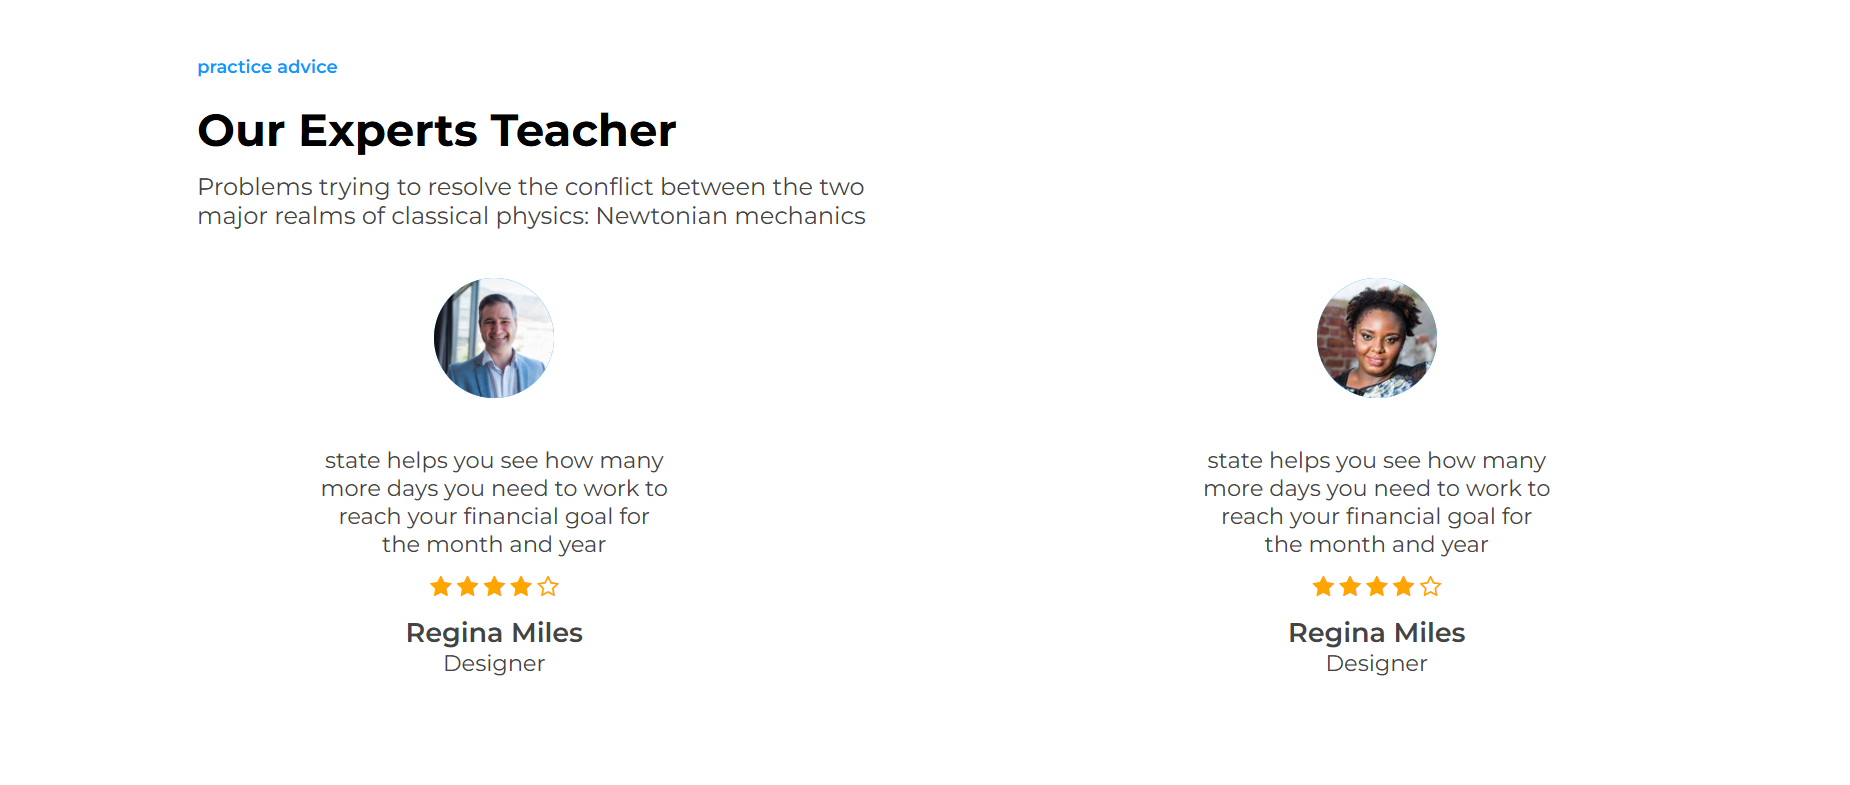 practice advice
Our Experts Teacher
Problems trying to resolve the conflict between the two
major realms of classical physics: Newtonian mechanics
state helps you see how many
more days you need to work to
reach your financial goal for
the month and year
Regina Miles
Designer
state helps you see how many
more days you need to work to
reach your financial goal for
the month and year
Regina Miles
Designer